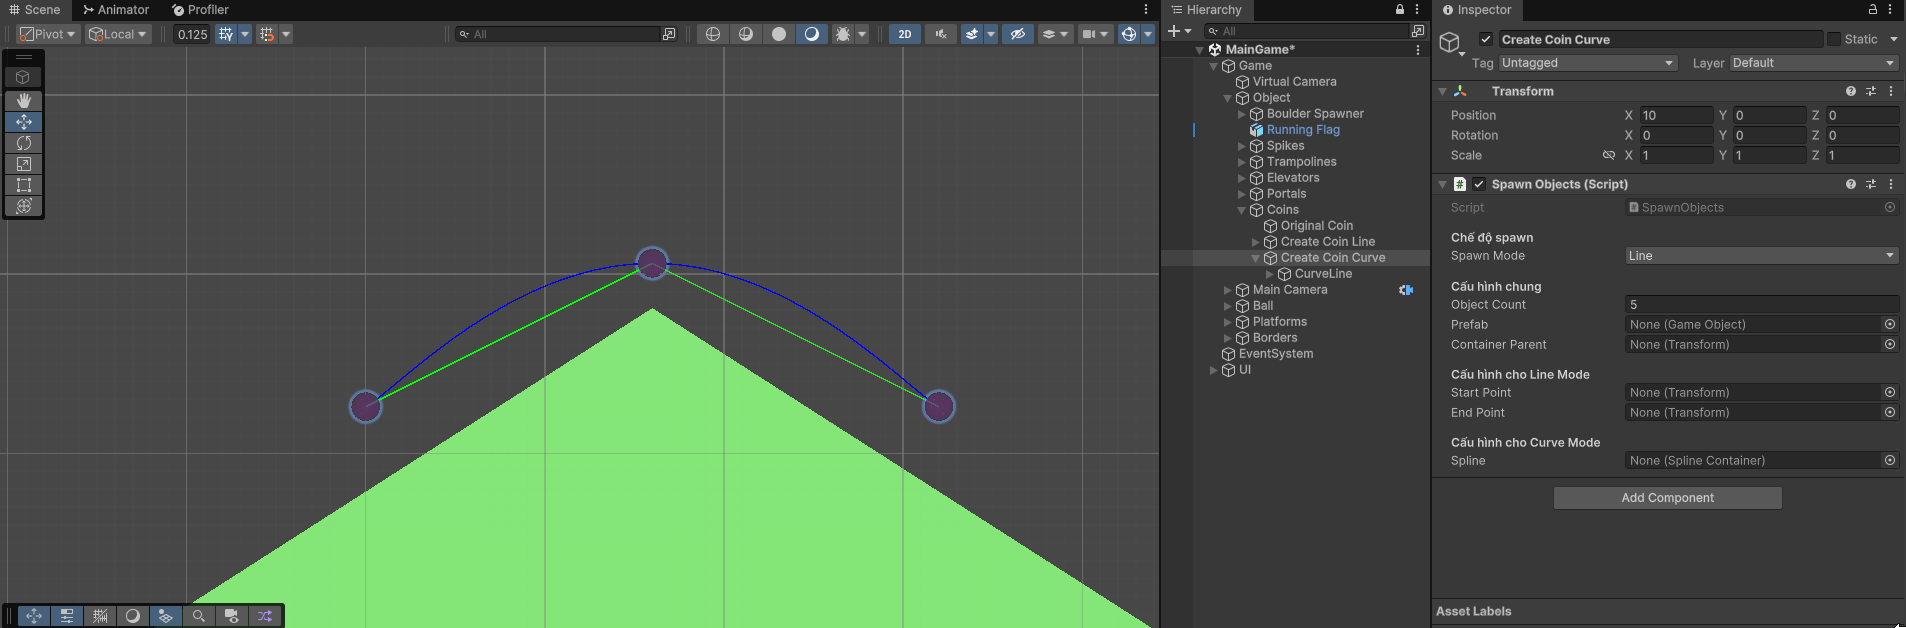 Scene Animator Profiler
Pivot Local 0.125 All 2D
Hierarchy
All
MainGame*
Game
Virtual Camera
Object
Boulder Spawner
Running Flag
Spikes
Trampolines
Elevators
Portals
Coins
Original Coin
Create Coin Line
Create Coin Curve
CurveLine
Main Camera
Ball
Platforms
Borders
EventSystem
UI
Inspector
Create Coin Curve Static
Tag Untagged Layer Default
Transform
Position X 10 Y 0 Z 0
Rotation X 0 Y 0 Z 0
Scale X 1 Y 1 Z 1
# Spawn Objects (Script)
Script SpawnObjects
Chế độ spawn
Spawn Mode Line
Cấu hình chung
Object Count 5
Prefab None (Game Object)
Container Parent None (Transform)
Cấu hình cho Line Mode
Start Point None (Transform)
End Point None (Transform)
Cấu hình cho Curve Mode
Spline None (Spline Container)
Add Component
Asset Labels